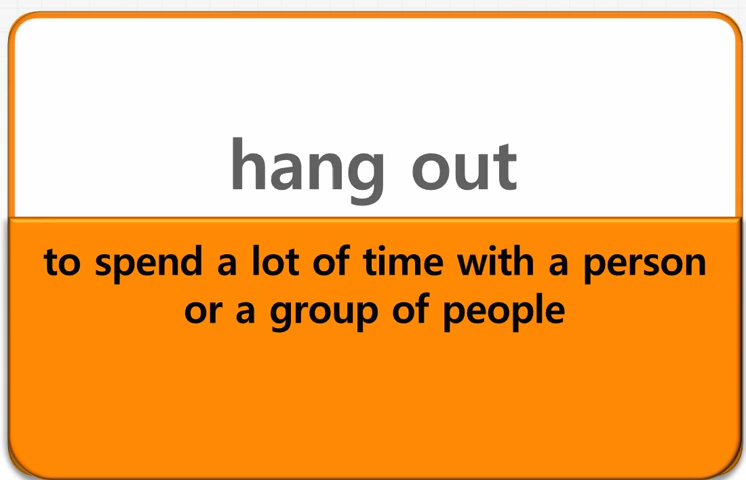 hang out
to spend a lot of time with a person
or a group of people